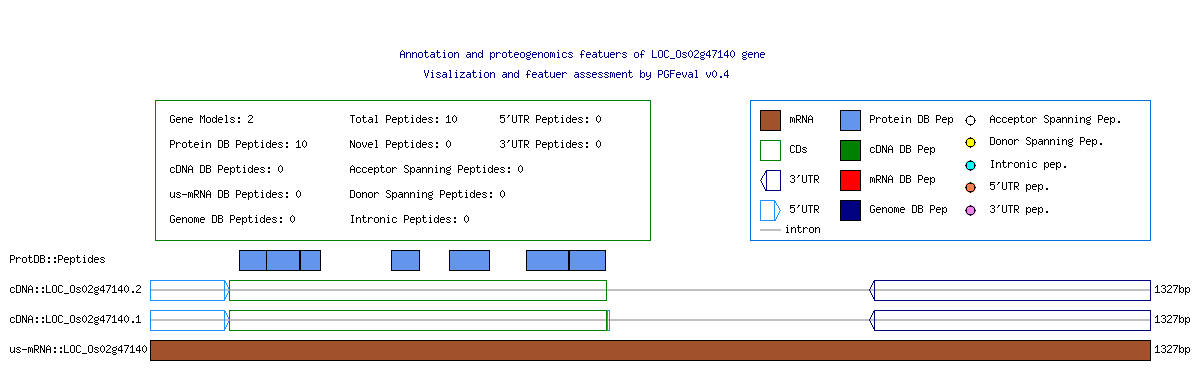 Annotation and proteogenomics featuers of LOC_Os02g47140 gene
Visalization and featuer assessment by PGFeval v0.4
Gene Models: 2 Total Peptides: 10 5'UTR Peptides: 0
Protein DB Peptides: 10 Novel Peptides: 0 3'UTR Peptides: 0
cDNA DB Peptides: 0 Acceptor Spanning Peptides: 0
us-mRNA DB Peptides: 0 Donor Spanning Peptides: 0
Genome DB Peptides: 0 Intronic Peptides: 0
mRNA Protein DB Pep Acceptor Spanning Pep.
CDs cDNA DB Pep Donor Spanning Pep.
3'UTR mRNA DB Pep Intronic pep.
5'UTR Genome DB Pep 5'UTR pep.
intron 3'UTR pep.
ProtDB::Peptides
cDNA::LOC_Os02g47140.2 1327bp
cDNA::LOC_Os02g47140.1 1327bp
us-mRNA::LOC_Os02g47140 1327bp